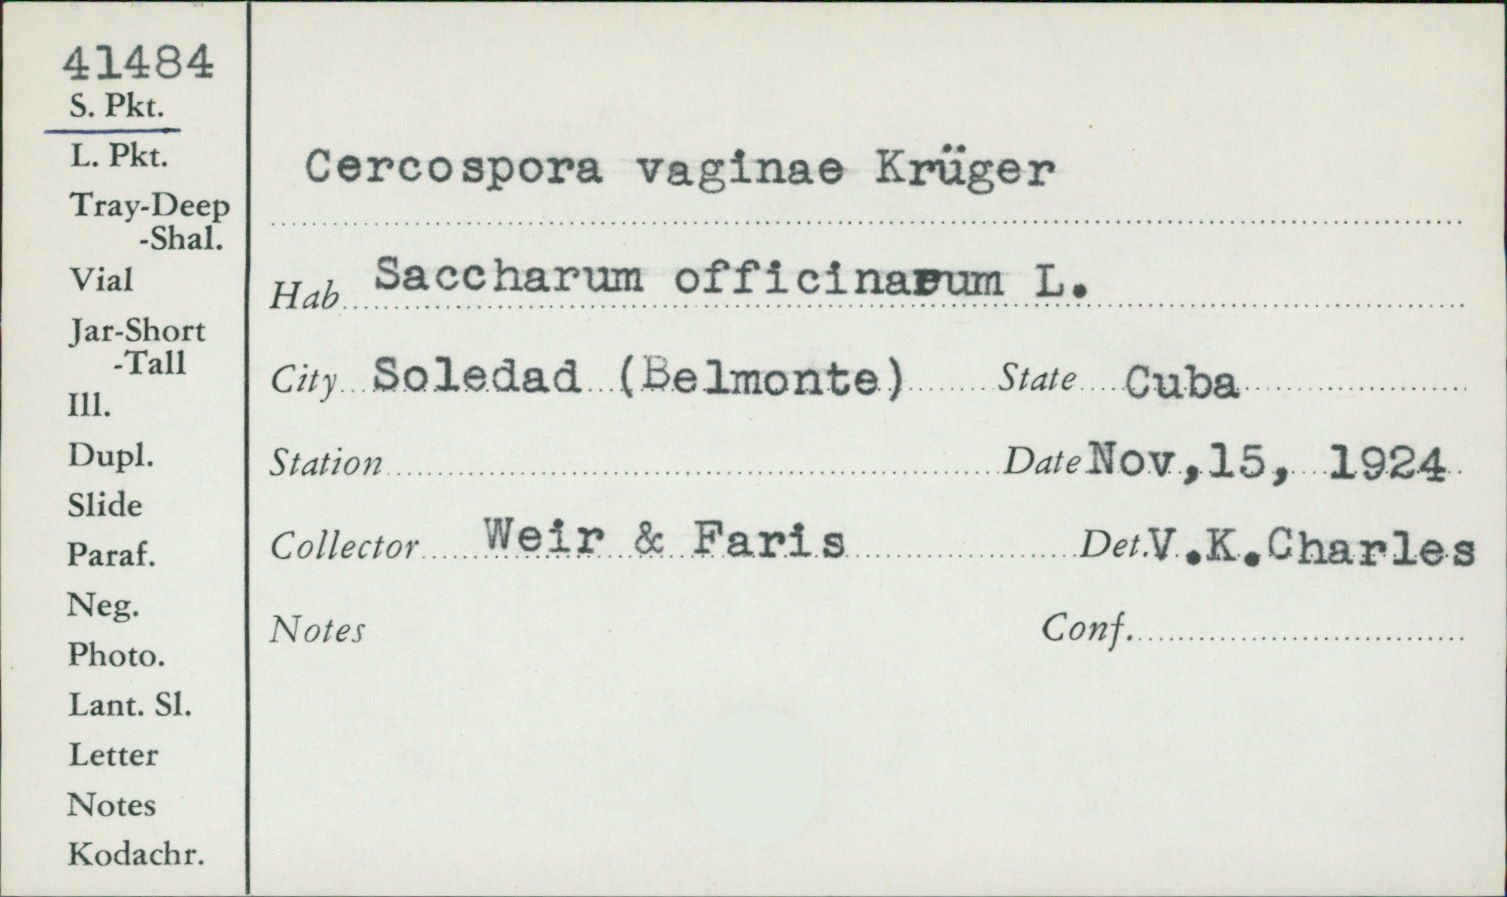 41484
S. Pkt.
L. Pkt.
Tray-Deep
-Shal.
Vial
Jar-Short
-Tall
Ill.
Dupl.
Slide
Paraf.
Neg.
Photo.
Lant. Sl.
Letter
Notes
Kodachr.
Cercospora vaginae Krüger
Hab Saccharum officinarum L.
City Soledad (Belmonte) State Cuba
Station Date Nov,15, 1924
Collector Weir & Faris Det. V.K.Charles
Notes Conf.